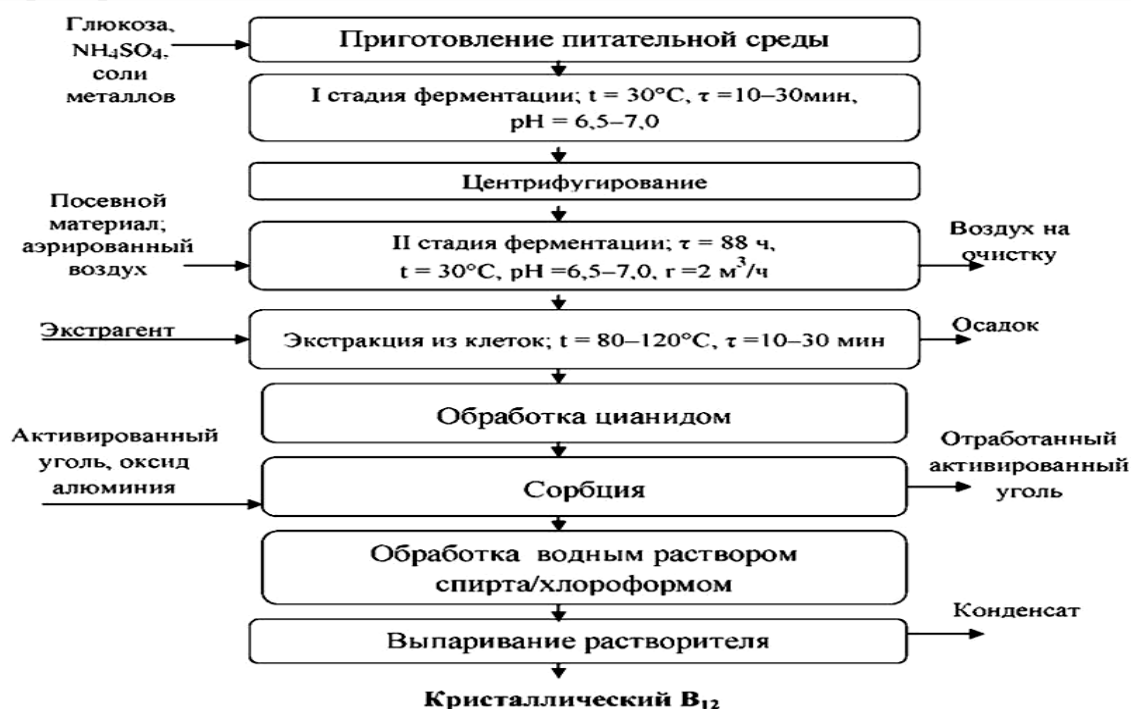 Глюкоза,
NH₄SO₄,
соли
металлов
Приготовление питательной среды
I стадия ферментации; t = 30°C, τ =10–30мин,
pH = 6,5–7,0
Центрифугирование
Посевной
материал;
аэрированный
воздух
II стадия ферментации; τ = 88 ч,
t = 30°C, pH =6,5–7,0, r =2 м³/ч
Воздух на
очистку
Экстрагент
Экстракция из клеток; t = 80–120°C, τ =10–30 мин
Осадок
Обработка цианидом
Активированный
уголь, оксид
алюминия
Сорбция
Отработанный
активированный
уголь
Обработка водным раствором
спирта/хлороформом
Выпаривание растворителя
Конденсат
Кристаллический B₁₂